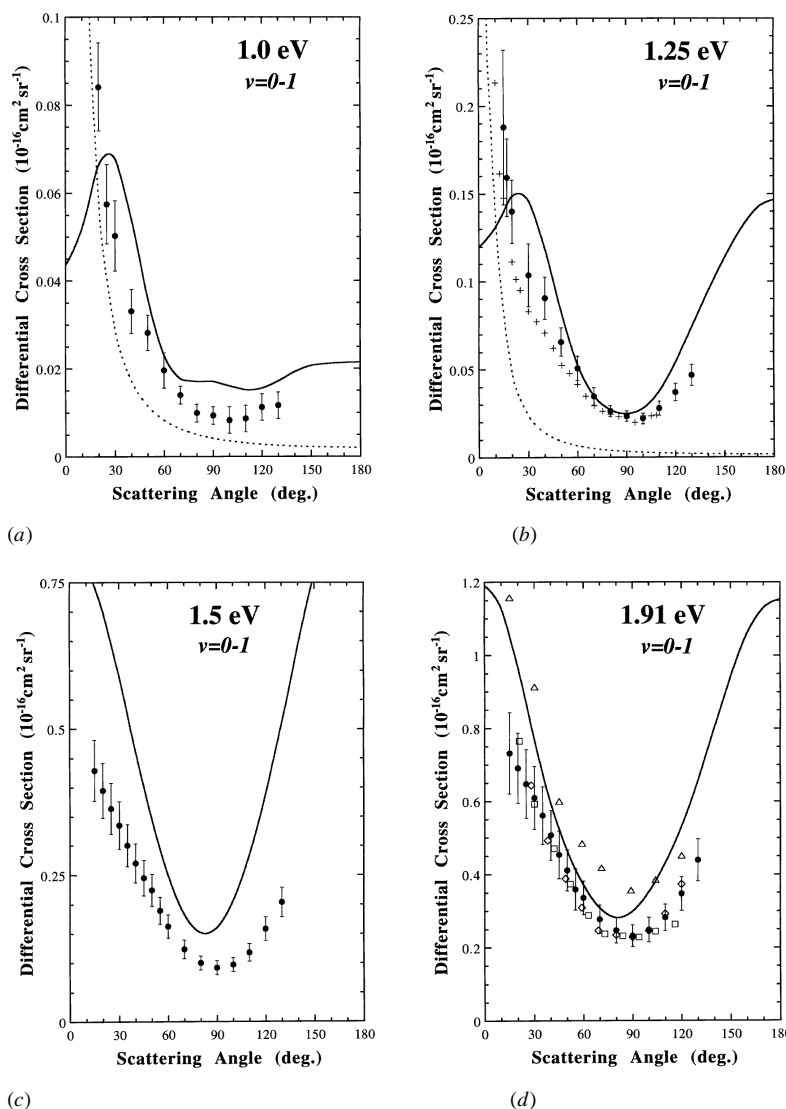 1.0 eV
v=0-1
Differential Cross Section (10⁻¹⁶cm² sr⁻¹)
0.1
0.08
0.06
0.04
0.02
0
0 30 60 90 120 150 180
Scattering Angle (deg.)
(a)
1.25 eV
v=0-1
Differential Cross Section (10⁻¹⁶cm² sr⁻¹)
0.25
0.2
0.15
0.1
0.05
0
0 30 60 90 120 150 180
Scattering Angle (deg.)
(b)
1.5 eV
v=0-1
Differential Cross Section (10⁻¹⁶cm² sr⁻¹)
0.75
0.5
0.25
0
0 30 60 90 120 150 180
Scattering Angle (deg.)
(c)
1.91 eV
v=0-1
Differential Cross Section (10⁻¹⁶cm² sr⁻¹)
1.2
1
0.8
0.6
0.4
0.2
0
0 30 60 90 120 150 180
Scattering Angle (deg.)
(d)